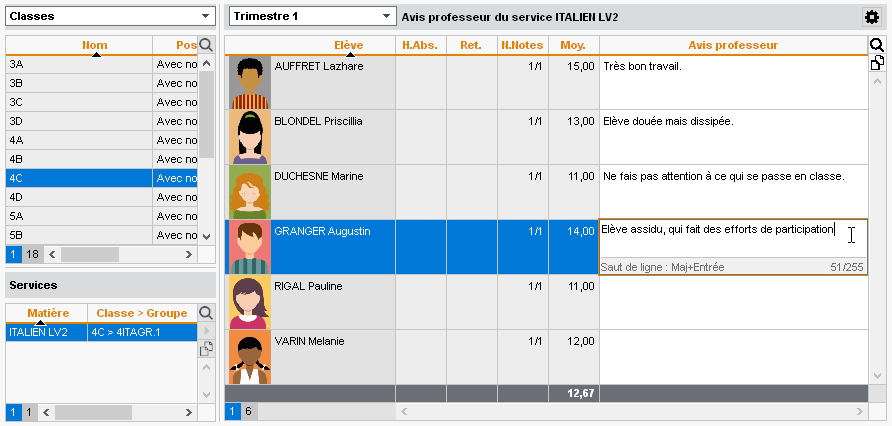 Classes
Nom Pos
3A Avec no
3B Avec no
3C Avec no
3D Avec no
4A Avec no
4B Avec no
4C Avec no
4D Avec no
5A Avec no
5B Avec no
1 18
Services
Matière Classe > Groupe
ITALIEN LV2 4C > 4ITAGR.1
1 1
Trimestre 1 Avis professeur du service ITALIEN LV2
Elève H.Abs. Ret. N.Notes Moy. Avis professeur
AUFFRET Lazhare 1/1 15,00 Très bon travail.
BLONDEL Priscillia 1/1 13,00 Elève douée mais dissipée.
DUCHESNE Marine 1/1 11,00 Ne fais pas attention à ce qui se passe en classe.
GRANGER Augustin 1/1 14,00 Elève assidu, qui fait des efforts de participation
Saut de ligne : Maj+Entrée 51/255
RIGAL Pauline 1/1 11,00
VARIN Melanie 1/1 12,00
12,67
1 6